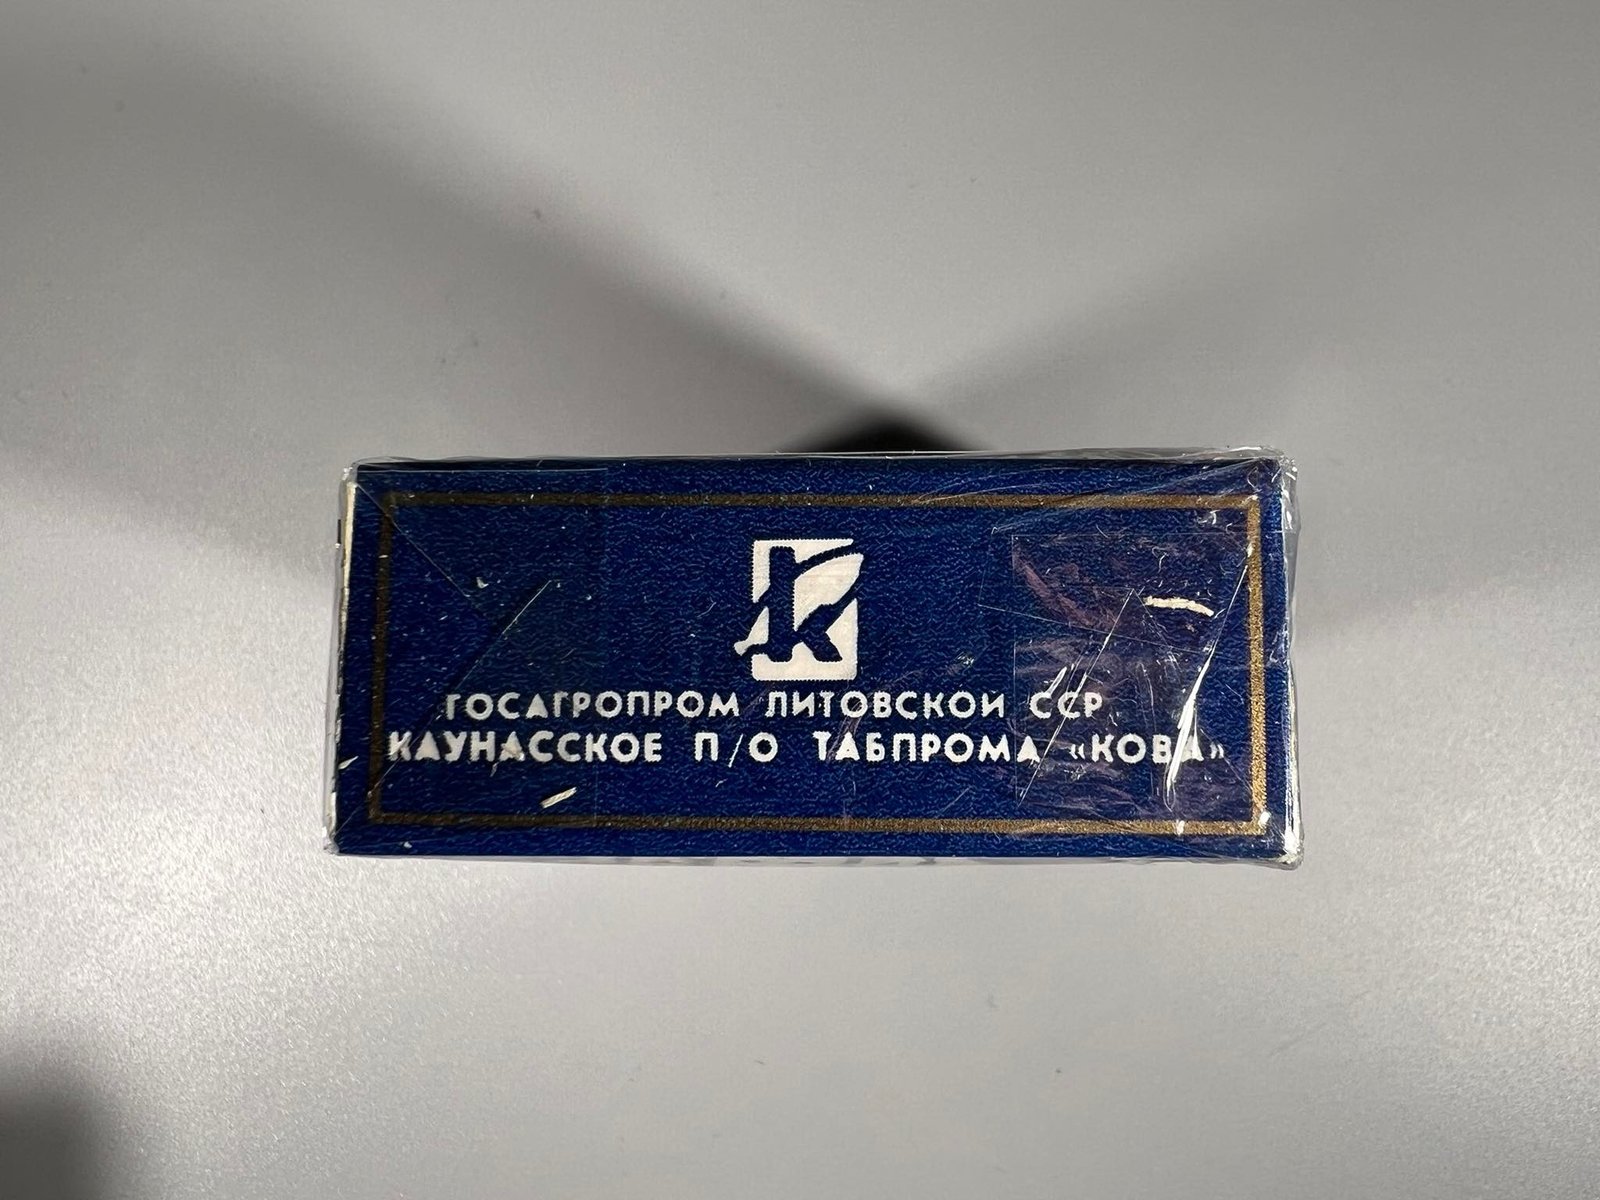 К
ГОСАГРОПРОМ ЛИТОВСКОЙ ССР
КАУНАССКОЕ П/О ТАБПРОМА «КОВА»